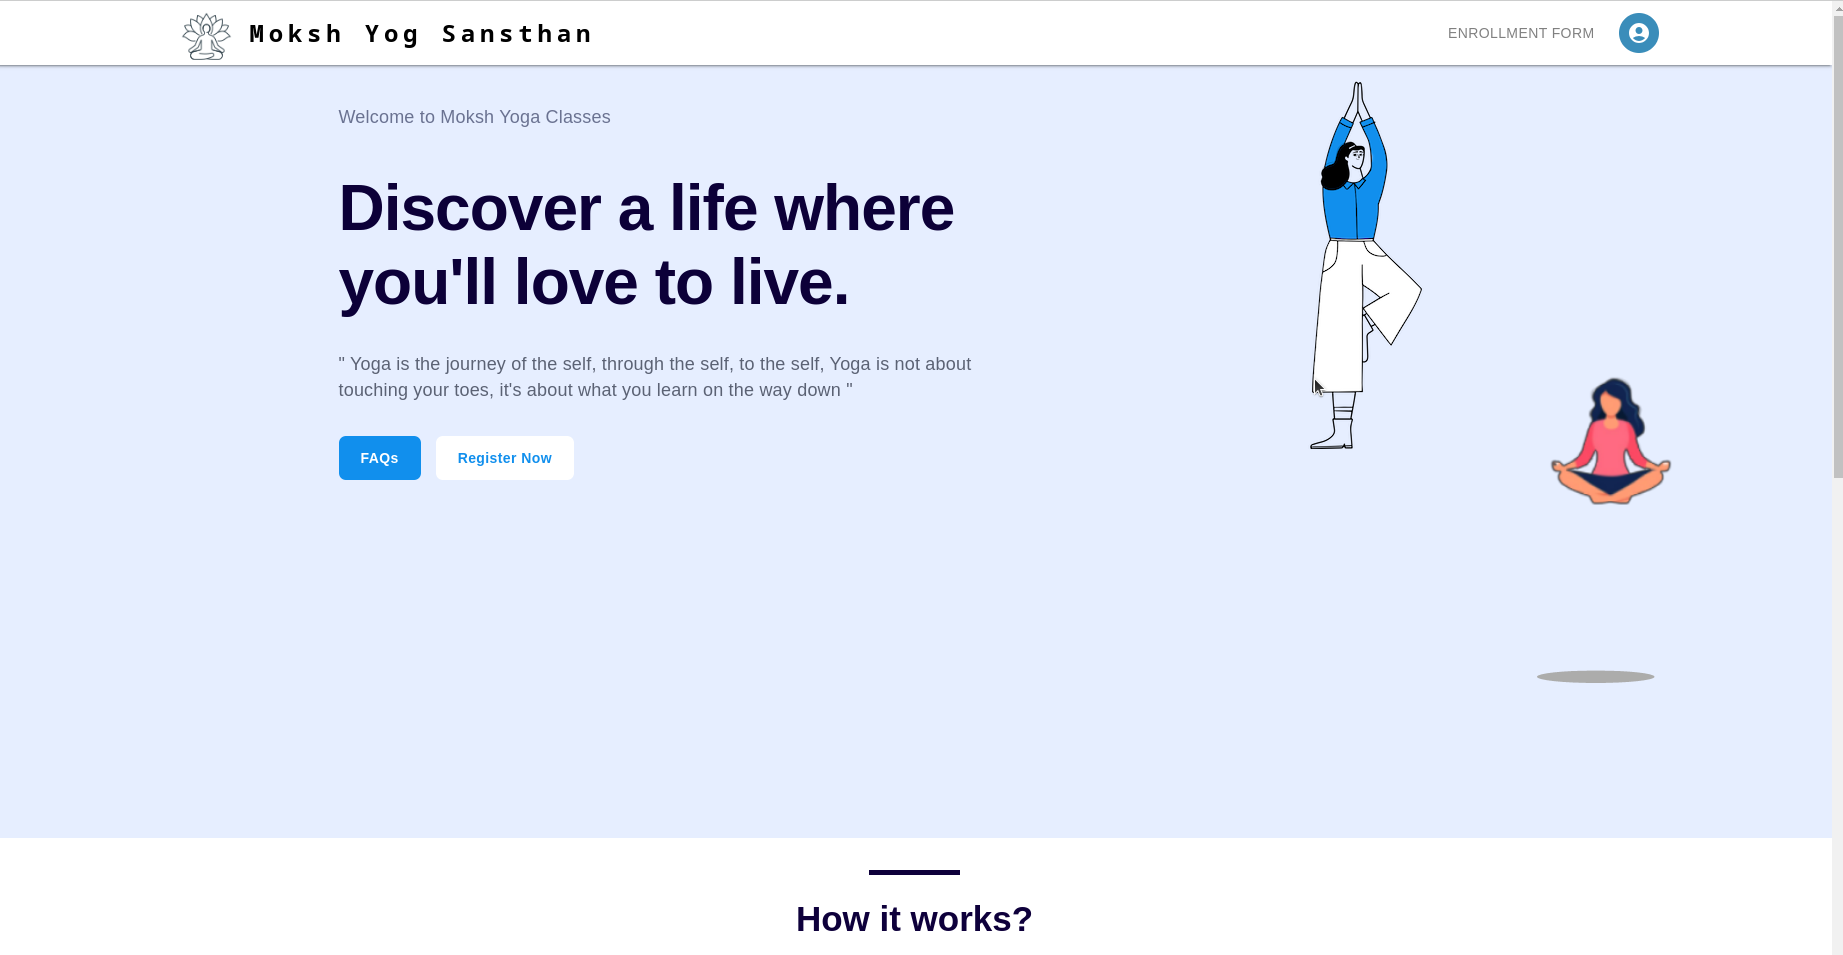 Moksh Yog Sansthan
ENROLLMENT FORM
Welcome to Moksh Yoga Classes
Discover a life where
you'll love to live.
" Yoga is the journey of the self, through the self, to the self, Yoga is not about
touching your toes, it's about what you learn on the way down "
FAQs
Register Now
How it works?